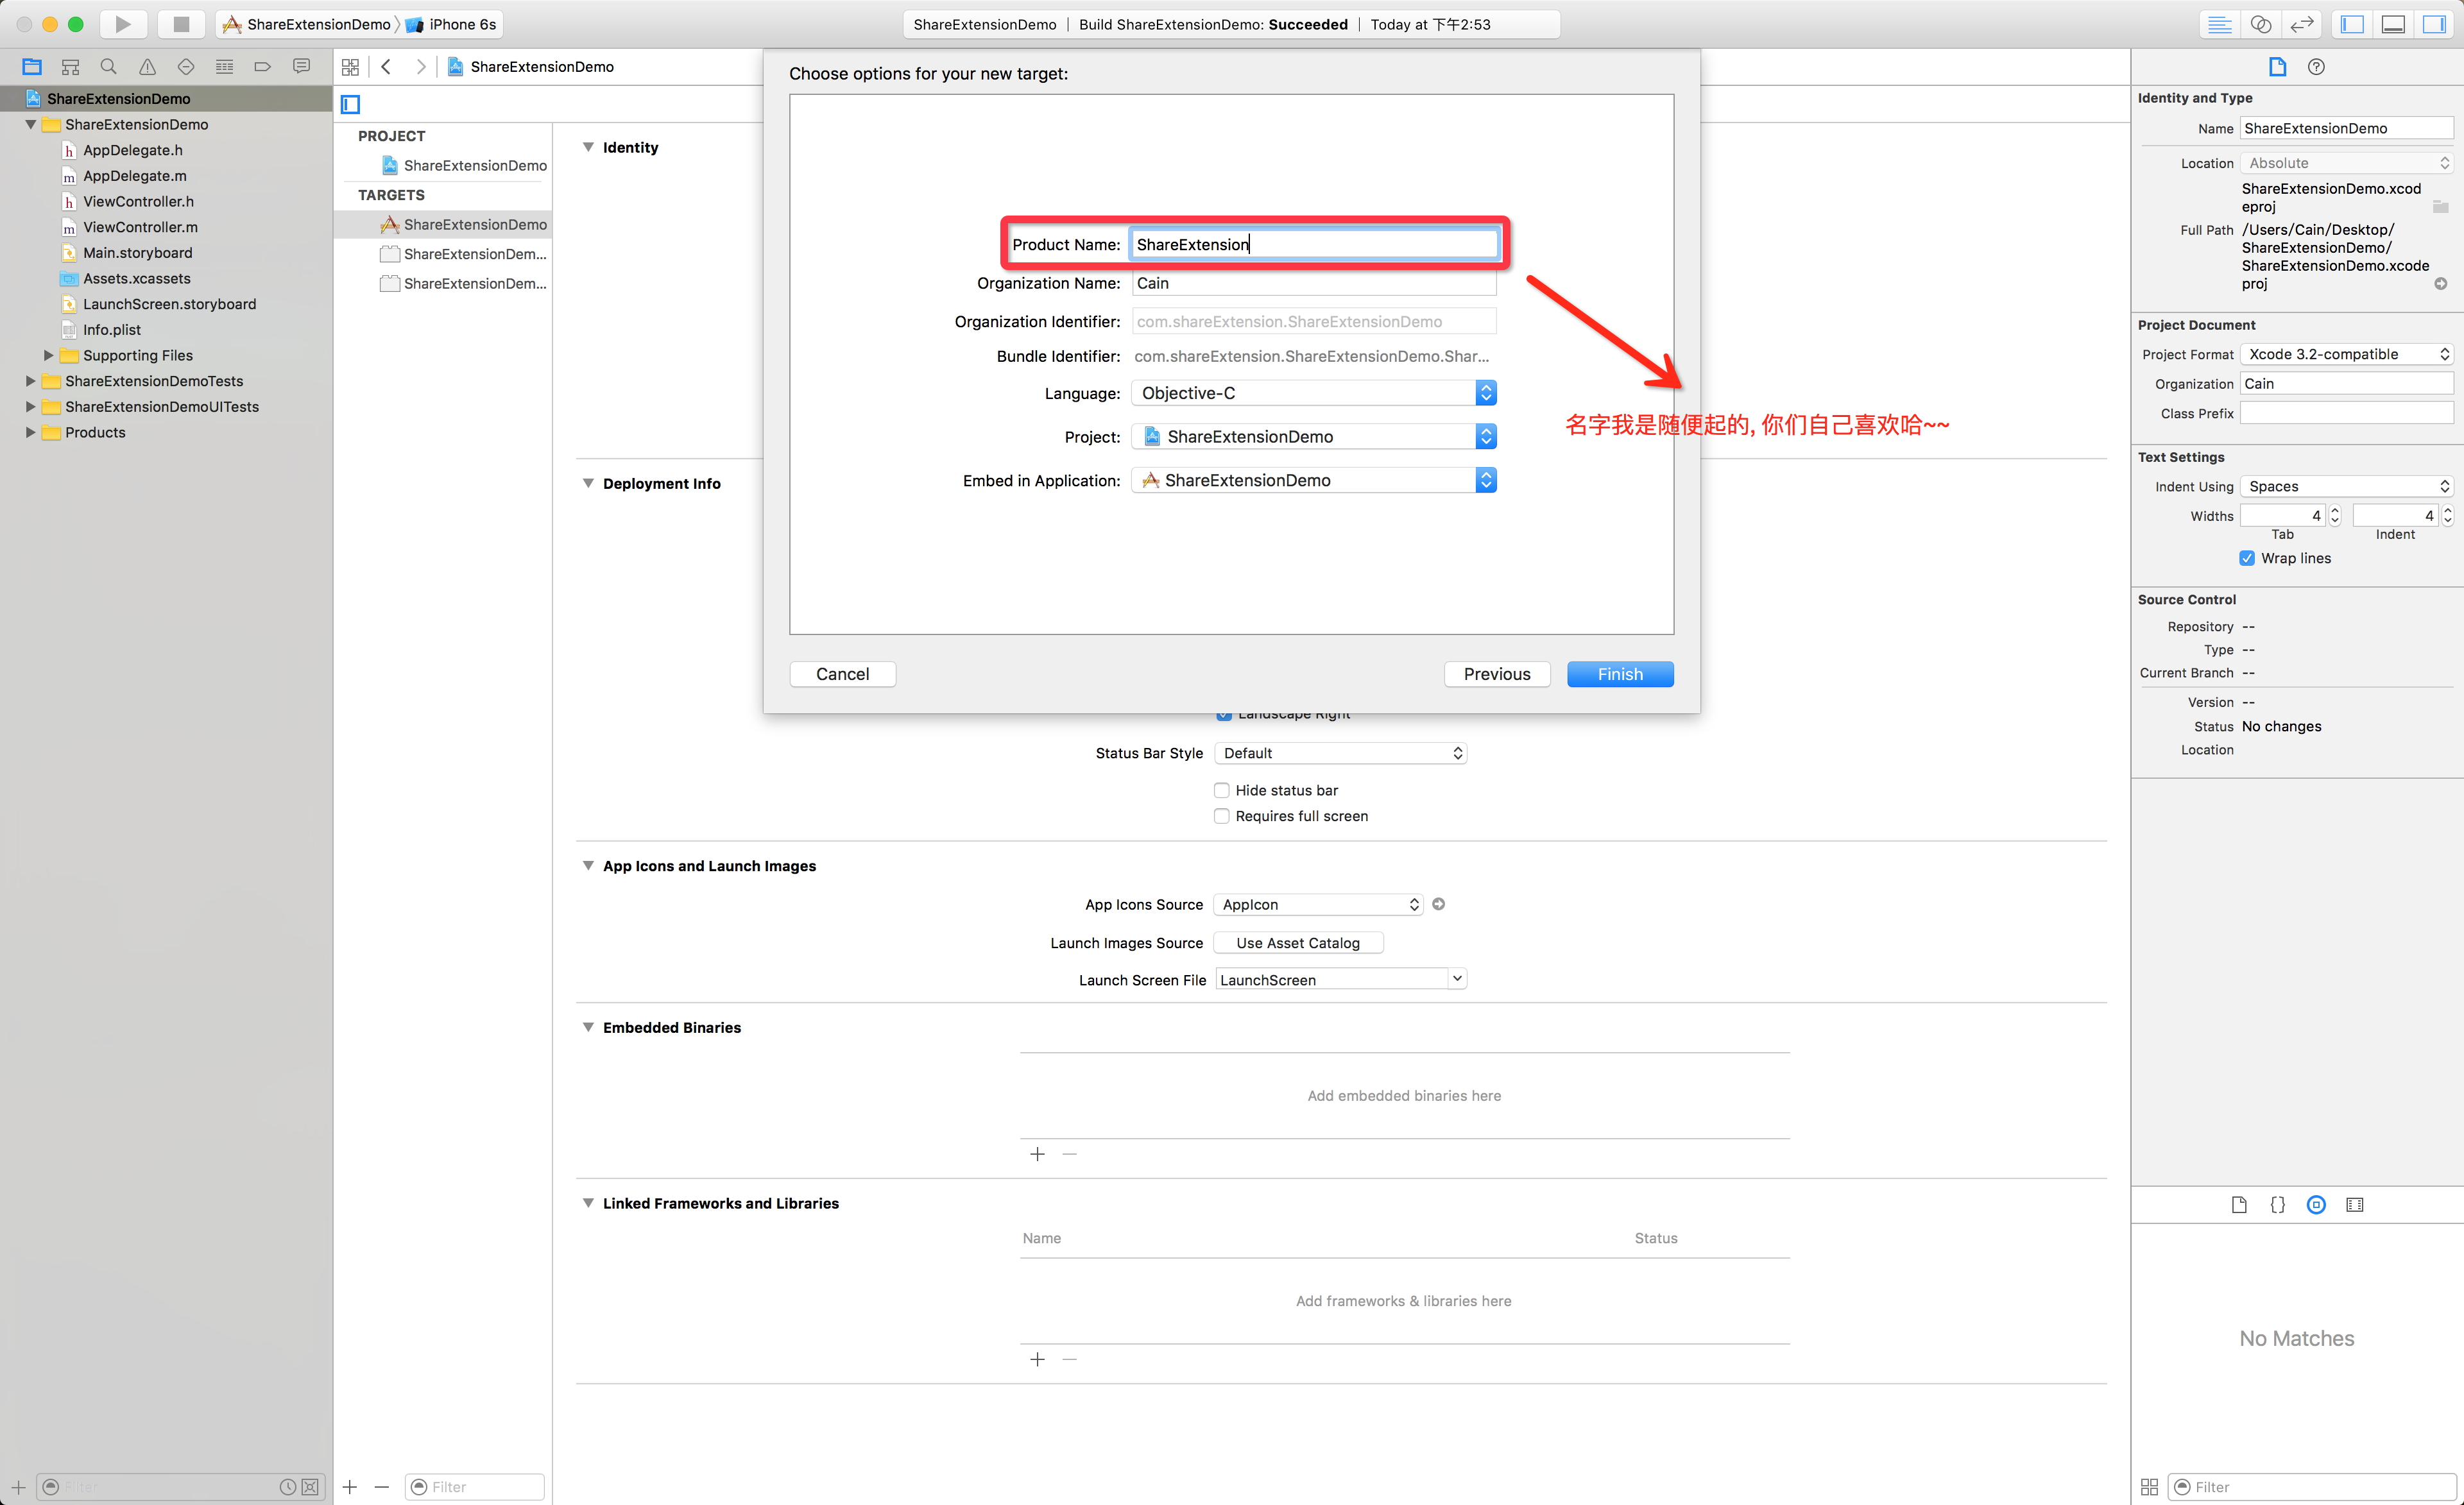 ShareExtensionDemo
iPhone 6s
ShareExtensionDemo | Build ShareExtensionDemo: Succeeded | Today at 下午2:53
ShareExtensionDemo
ShareExtensionDemo
AppDelegate.h
AppDelegate.m
ViewController.h
ViewController.m
Main.storyboard
Assets.xcassets
LaunchScreen.storyboard
Info.plist
Supporting Files
ShareExtensionDemoTests
ShareExtensionDemoUITests
Products
Filter
ShareExtensionDemo
PROJECT
ShareExtensionDemo
TARGETS
ShareExtensionDemo
ShareExtensionDem...
ShareExtensionDem...
Filter
Choose options for your new target:
Product Name: ShareExtension
Organization Name: Cain
Organization Identifier: com.shareExtension.ShareExtensionDemo
Bundle Identifier: com.shareExtension.ShareExtensionDemo.Shar...
Language: Objective-C
Project: ShareExtensionDemo
Embed in Application: ShareExtensionDemo
名字我是随便起的, 你们自己喜欢哈~~
Cancel
Previous
Finish
Identity
Deployment Info
Landscape Right
Status Bar Style Default
Hide status bar
Requires full screen
App Icons and Launch Images
App Icons Source AppIcon
Launch Images Source Use Asset Catalog
Launch Screen File LaunchScreen
Embedded Binaries
Add embedded binaries here
Linked Frameworks and Libraries
Name Status
Add frameworks & libraries here
Identity and Type
Name ShareExtensionDemo
Location Absolute
ShareExtensionDemo.xcod
eproj
Full Path /Users/Cain/Desktop/
ShareExtensionDemo/
ShareExtensionDemo.xcode
proj
Project Document
Project Format Xcode 3.2-compatible
Organization Cain
Class Prefix
Text Settings
Indent Using Spaces
Widths 4 4
Tab Indent
Wrap lines
Source Control
Repository --
Type --
Current Branch --
Version --
Status No changes
Location
No Matches
Filter